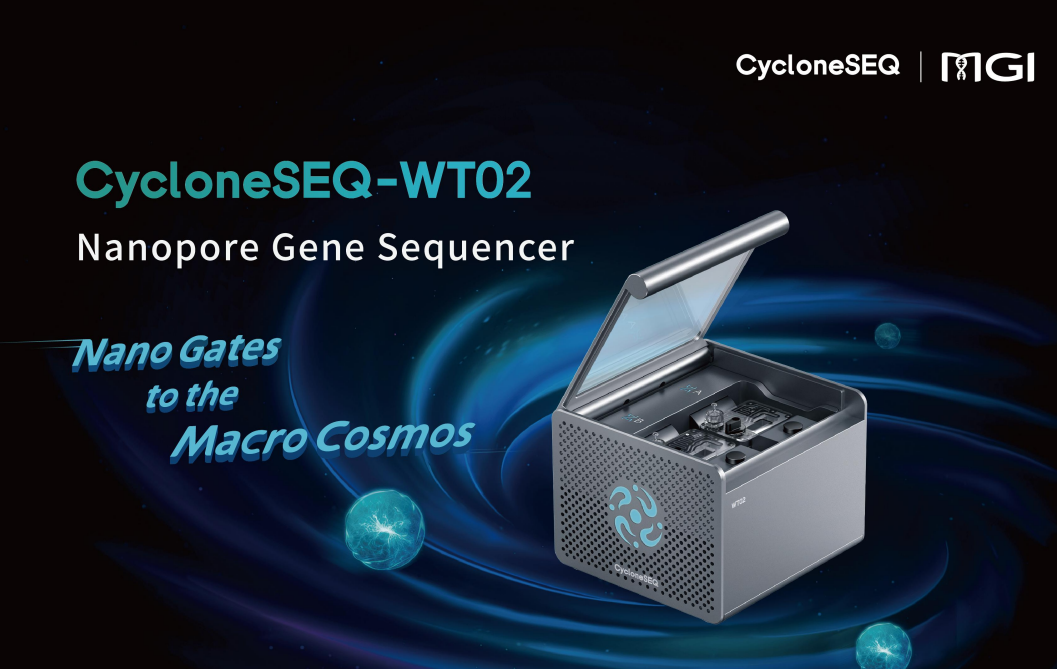 CycloneSEQ | MGI
CycloneSEQ-WT02
Nanopore Gene Sequencer
Nano Gates
to the
Macro Cosmos
A
B
WT02
CycloneSEQ